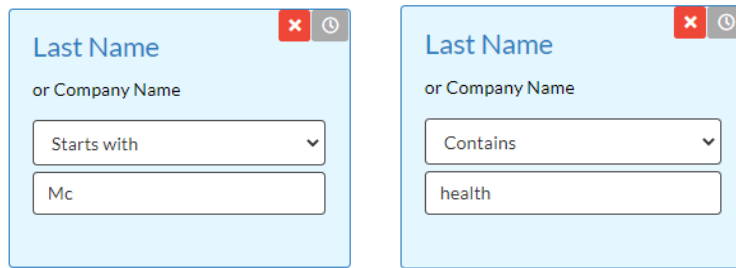 Last Name
or Company Name
Starts with
Mc
Last Name
or Company Name
Contains
health